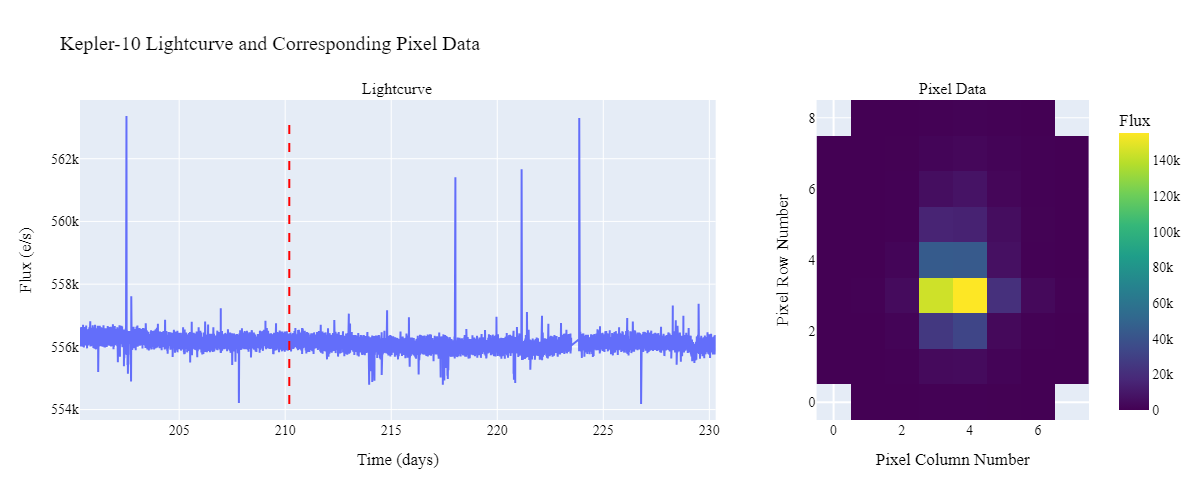 Kepler-10 Lightcurve and Corresponding Pixel Data
Lightcurve
562k
560k
558k
556k
554k
Flux (e/s)
205
210
215
220
225
230
Time (days)
Pixel Data
8
6
4
2
0
Pixel Row Number
0
2
4
6
Pixel Column Number
Flux
140k
120k
100k
80k
60k
40k
20k
0